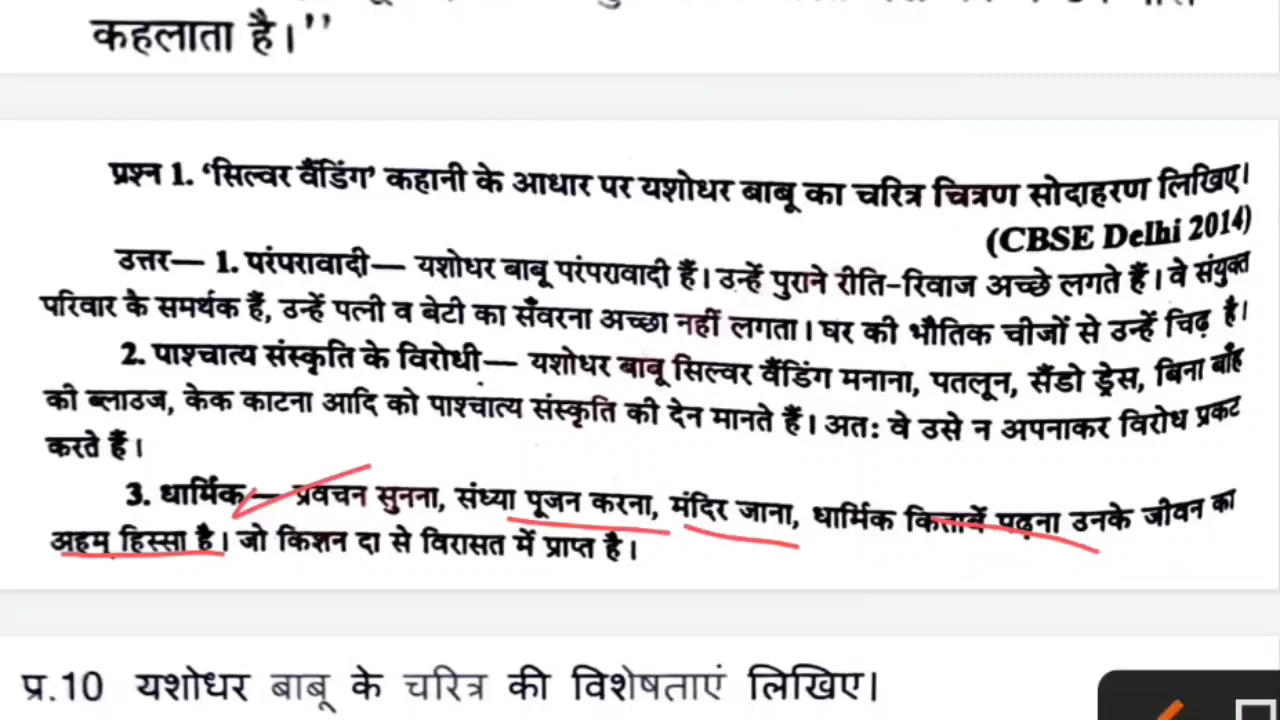 कहलाता है।’’
प्रश्न 1. ‘सिल्वर वैंडिंग’ कहानी के आधार पर यशोधर बाबू का चरित्र चित्रण सोदाहरण लिखिए।
(CBSE Delhi 2014)
उत्तर— 1. परंपरावादी— यशोधर बाबू परंपरावादी हैं। उन्हें पुराने रीति-रिवाज अच्छे लगते हैं। वे संयुक्त
परिवार के समर्थक हैं, उन्हें पत्नी व बेटी का सँवरना अच्छा नहीं लगता। घर की भौतिक चीजों से उन्हें चिढ़ है।
2. पाश्चात्य संस्कृति के विरोधी— यशोधर बाबू सिल्वर वैंडिंग मनाना, पतलून, सैंडो ड्रेस, बिना बाँह
की ब्लाउज, केक काटना आदि को पाश्चात्य संस्कृति की देन मानते हैं। अतः वे उसे न अपनाकर विरोध प्रकट
करते हैं।
3. धार्मिक— प्रवचन सुनना, संध्या पूजन करना, मंदिर जाना, धार्मिक किताबें पढ़ना उनके जीवन का
अहम् हिस्सा है। जो किशन दा से विरासत में प्राप्त है।
प्र.10 यशोधर बाबू के चरित्र की विशेषताएं लिखिए।